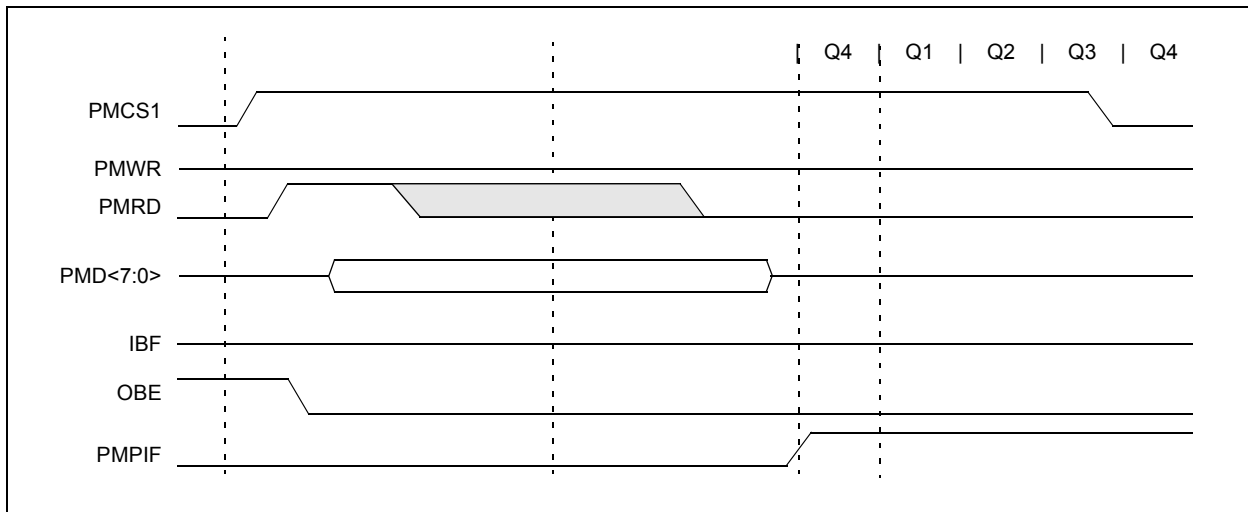 | Q4 | Q1 | Q2 | Q3 | Q4
PMCS1
PMWR
PMRD
PMD<7:0>
IBF
OBE
PMPIF